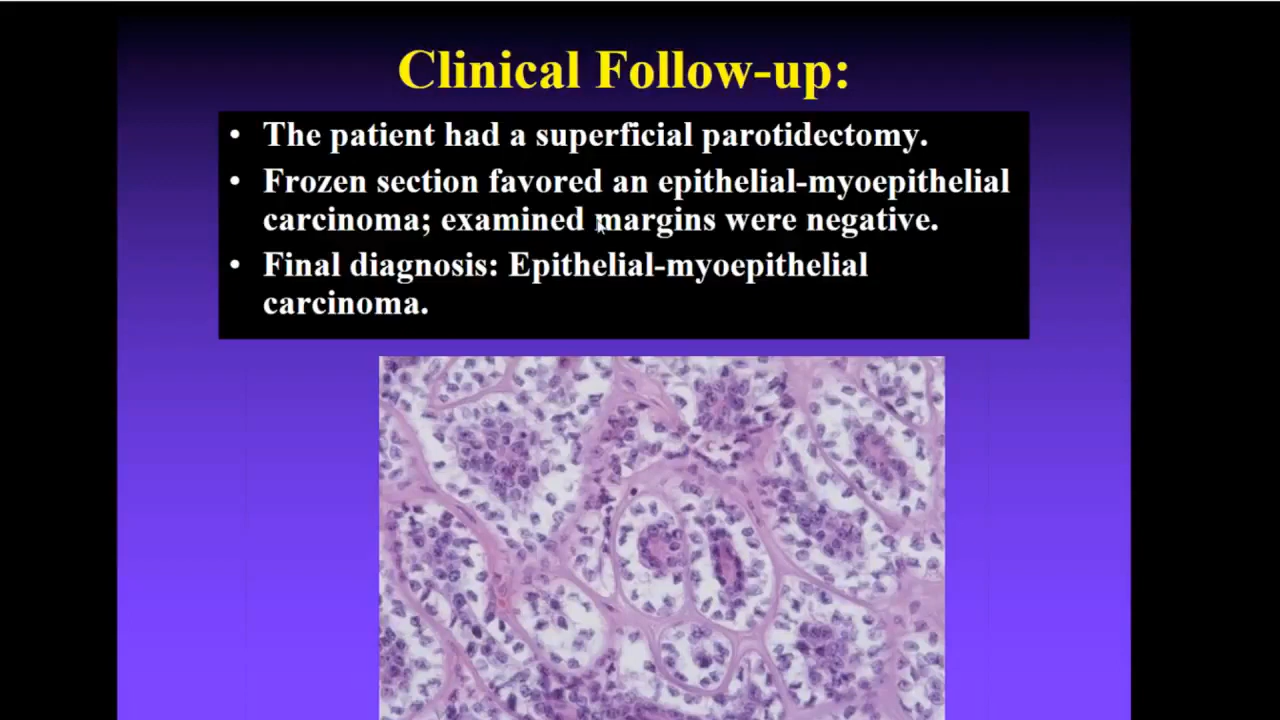 Clinical Follow-up:
• The patient had a superficial parotidectomy.
• Frozen section favored an epithelial-myoepithelial
carcinoma; examined margins were negative.
• Final diagnosis: Epithelial-myoepithelial
carcinoma.